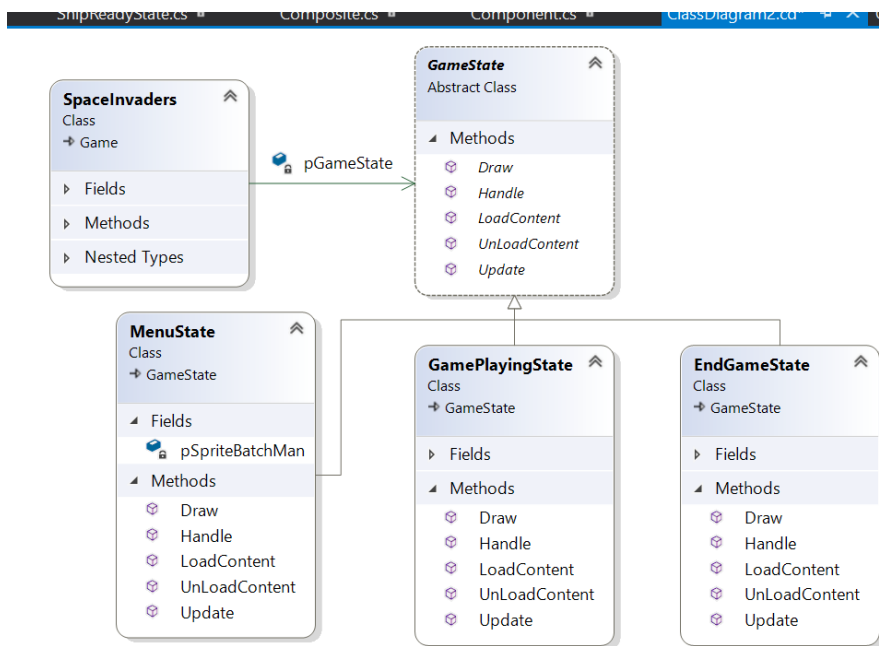 ShipReadyState.cs
Composite.cs
Component.cs
ClassDiagram2.cd*
SpaceInvaders
Class
Game
Fields
Methods
Nested Types
pGameState
GameState
Abstract Class
Methods
Draw
Handle
LoadContent
UnLoadContent
Update
MenuState
Class
GameState
Fields
pSpriteBatchMan
Methods
Draw
Handle
LoadContent
UnLoadContent
Update
GamePlayingState
Class
GameState
Fields
Methods
Draw
Handle
LoadContent
UnLoadContent
Update
EndGameState
Class
GameState
Fields
Methods
Draw
Handle
LoadContent
UnLoadContent
Update